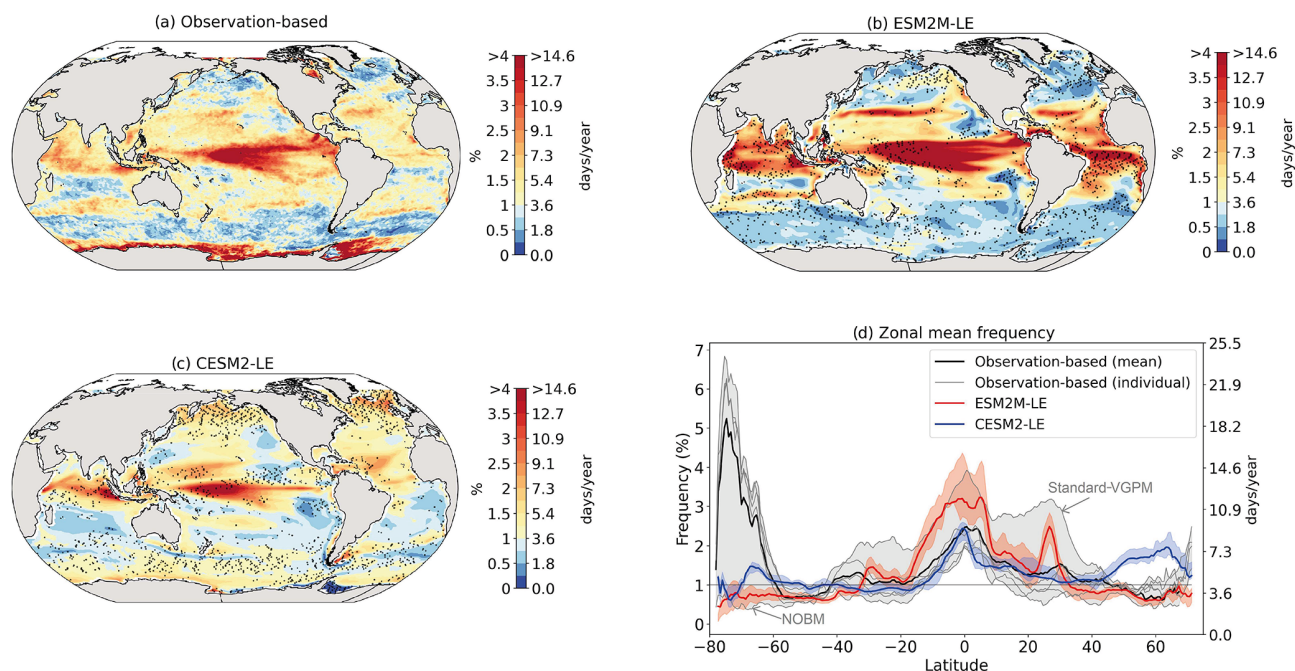 (a) Observation-based
>4 >14.6
3.5 12.7
3 10.9
2.5 9.1
2 7.3
1.5 5.4
1 3.6
0.5 1.8
0 0.0
%
days/year
(b) ESM2M-LE
>4 >14.6
3.5 12.7
3 10.9
2.5 9.1
2 7.3
1.5 5.4
1 3.6
0.5 1.8
0 0.0
%
days/year
(c) CESM2-LE
>4 >14.6
3.5 12.7
3 10.9
2.5 9.1
2 7.3
1.5 5.4
1 3.6
0.5 1.8
0 0.0
%
days/year
(d) Zonal mean frequency
Observation-based (mean)
Observation-based (individual)
ESM2M-LE
CESM2-LE
Standard-VGPM
NOBM
7
6
5
4
3
2
1
0
Frequency (%)
25.5
21.9
18.2
14.6
10.9
7.3
3.6
0.0
days/year
−80 −60 −40 −20 0 20 40 60
Latitude